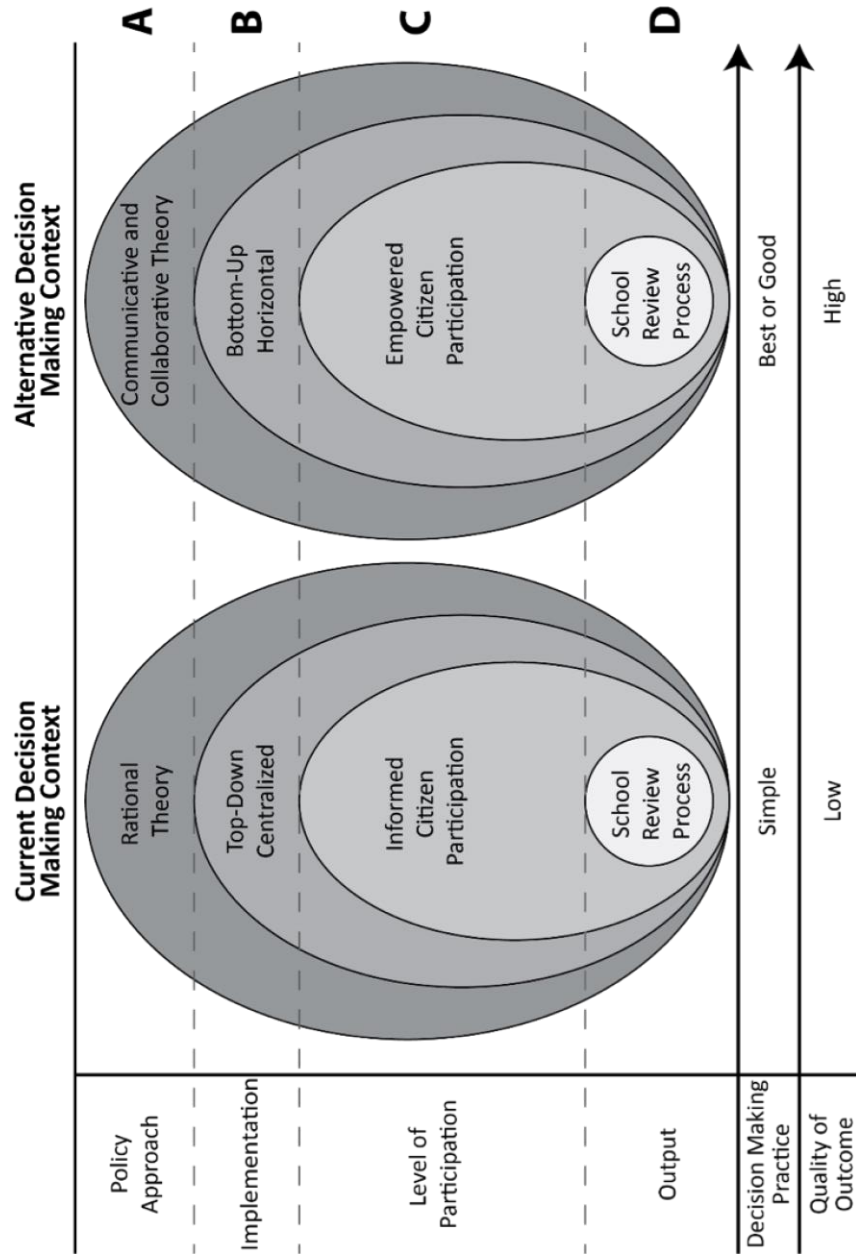 Current Decision
Making Context
Alternative Decision
Making Context
Policy
Approach
Rational
Theory
Communicative and
Collaborative Theory
A
Implementation
Top-Down
Centralized
Bottom-Up
Horizontal
B
Level of
Participation
Informed
Citizen
Participation
Empowered
Citizen
Participation
C
Output
School
Review
Process
School
Review
Process
D
Decision Making
Practice
Simple
Best or Good
Quality of
Outcome
Low
High